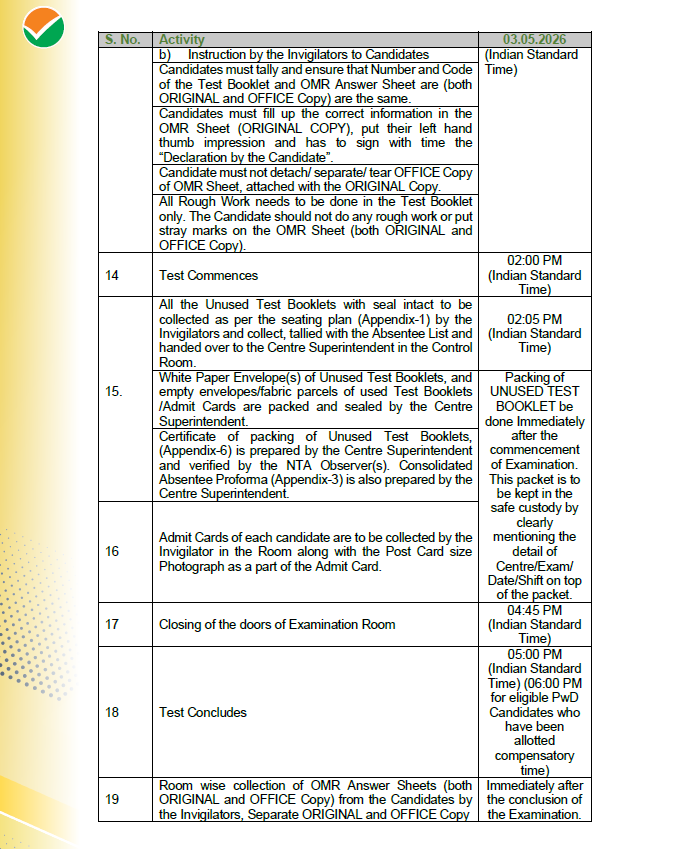 S. No. Activity 03.05.2026
b) Instruction by the Invigilators to Candidates
Candidates must tally and ensure that Number and Code
of the Test Booklet and OMR Answer Sheet are (both
ORIGINAL and OFFICE Copy) are the same.
Candidates must fill up the correct information in the
OMR Sheet (ORIGINAL COPY), put their left hand
thumb impression and has to sign with time the
“Declaration by the Candidate”.
Candidate must not detach/ separate/ tear OFFICE Copy
of OMR Sheet, attached with the ORIGINAL Copy.
All Rough Work needs to be done in the Test Booklet
only. The Candidate should not do any rough work or put
stray marks on the OMR Sheet (both ORIGINAL and
OFFICE Copy).
(Indian Standard
Time)
14
Test Commences
02:00 PM
(Indian Standard
Time)
15.
All the Unused Test Booklets with seal intact to be
collected as per the seating plan (Appendix-1) by the
Invigilators and collect, tallied with the Absentee List and
handed over to the Centre Superintendent in the Control
Room.
02:05 PM
(Indian Standard
Time)
White Paper Envelope(s) of Unused Test Booklets, and
empty envelopes/fabric parcels of used Test Booklets
/Admit Cards are packed and sealed by the Centre
Superintendent.
Certificate of packing of Unused Test Booklets,
(Appendix-6) is prepared by the Centre Superintendent
and verified by the NTA Observer(s). Consolidated
Absentee Proforma (Appendix-3) is also prepared by the
Centre Superintendent.
Packing of
UNUSED TEST
BOOKLET be
done Immediately
after the
commencement
of Examination.
This packet is to
be kept in the
safe custody by
clearly
mentioning the
detail of
Centre/Exam/
Date/Shift on top
of the packet.
16
Admit Cards of each candidate are to be collected by the
Invigilator in the Room along with the Post Card size
Photograph as a part of the Admit Card.
17
Closing of the doors of Examination Room
04:45 PM
(Indian Standard
Time)
18
Test Concludes
05:00 PM
(Indian Standard
Time) (06:00 PM
for eligible PwD
Candidates who
have been
allotted
compensatory
time)
19
Room wise collection of OMR Answer Sheets (both
ORIGINAL and OFFICE Copy) from the Candidates by
the Invigilators, Separate ORIGINAL and OFFICE Copy
Immediately after
the conclusion of
the Examination.